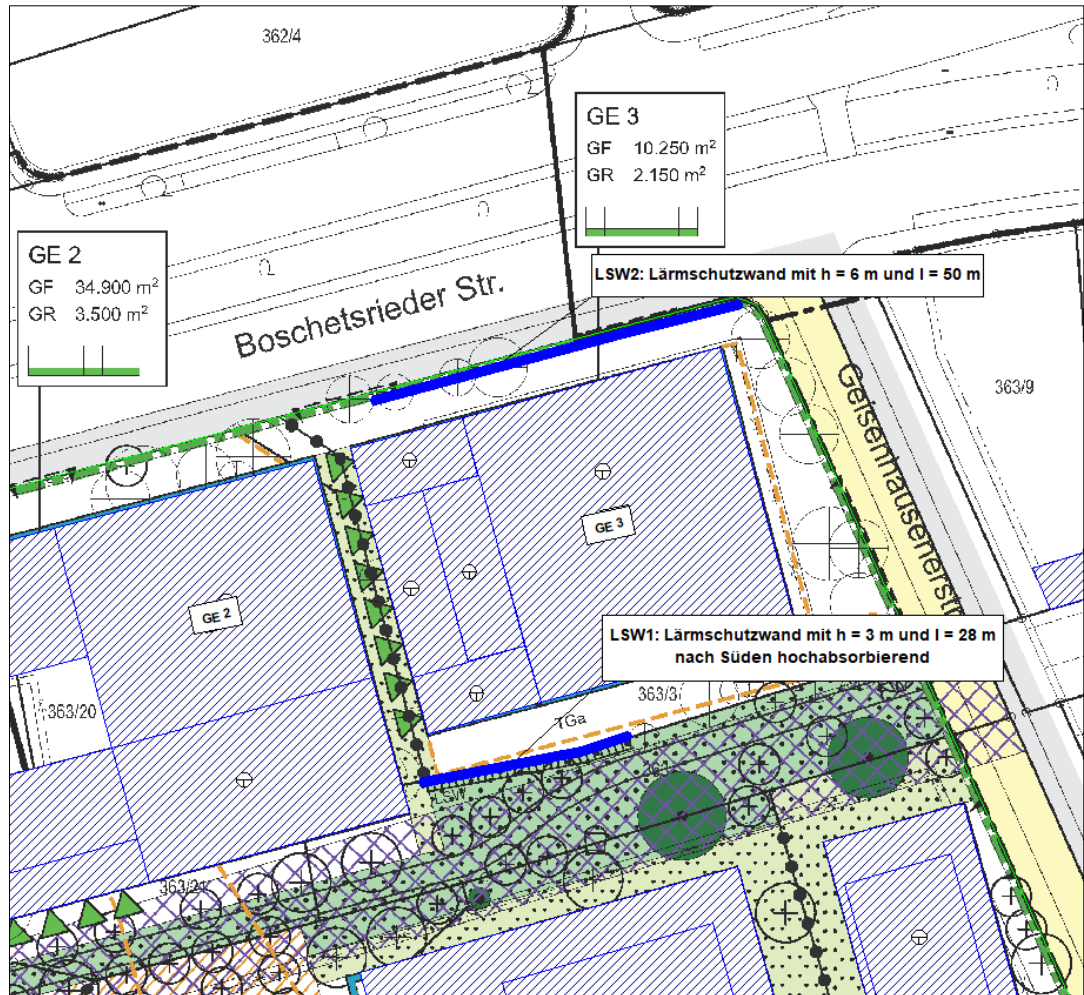 362/4
GE 3
GF 10.250 m²
GR 2.150 m²
GE 2
GF 34.900 m²
GR 3.500 m²
LSW2: Lärmschutzwand mit h = 6 m und l = 50 m
Boschetsrieder Str.
363/9
Geisenhausenerstr
GE 3
GE 2
LSW1: Lärmschutzwand mit h = 3 m und l = 28 m
nach Süden hochabsorbierend
363/20
363/3
TGa
LSW
363/21